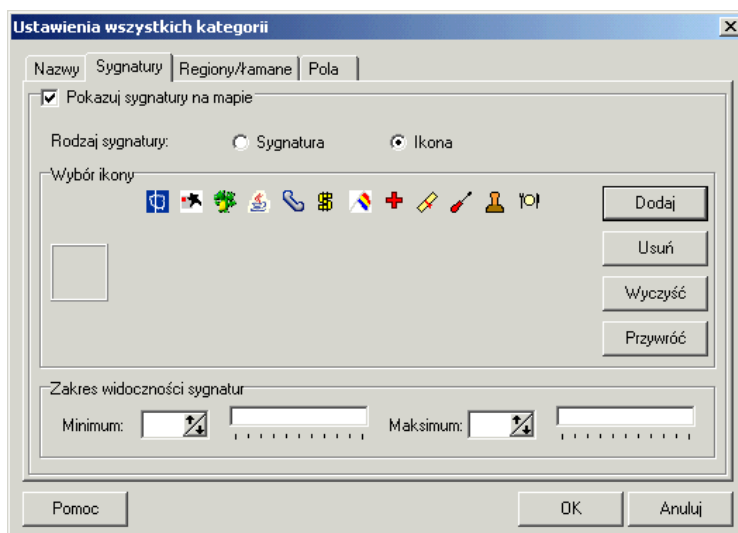 Ustawienia wszystkich kategorii
Nazwy Sygnatury Regiony/łamane Pola
Pokazuj sygnatury na mapie
Rodzaj sygnatury: Sygnatura Ikona
Wybór ikony
Dodaj
Usuń
Wyczyść
Przywróć
Zakres widoczności sygnatur
Minimum: Maksimum:
Pomoc OK Anuluj